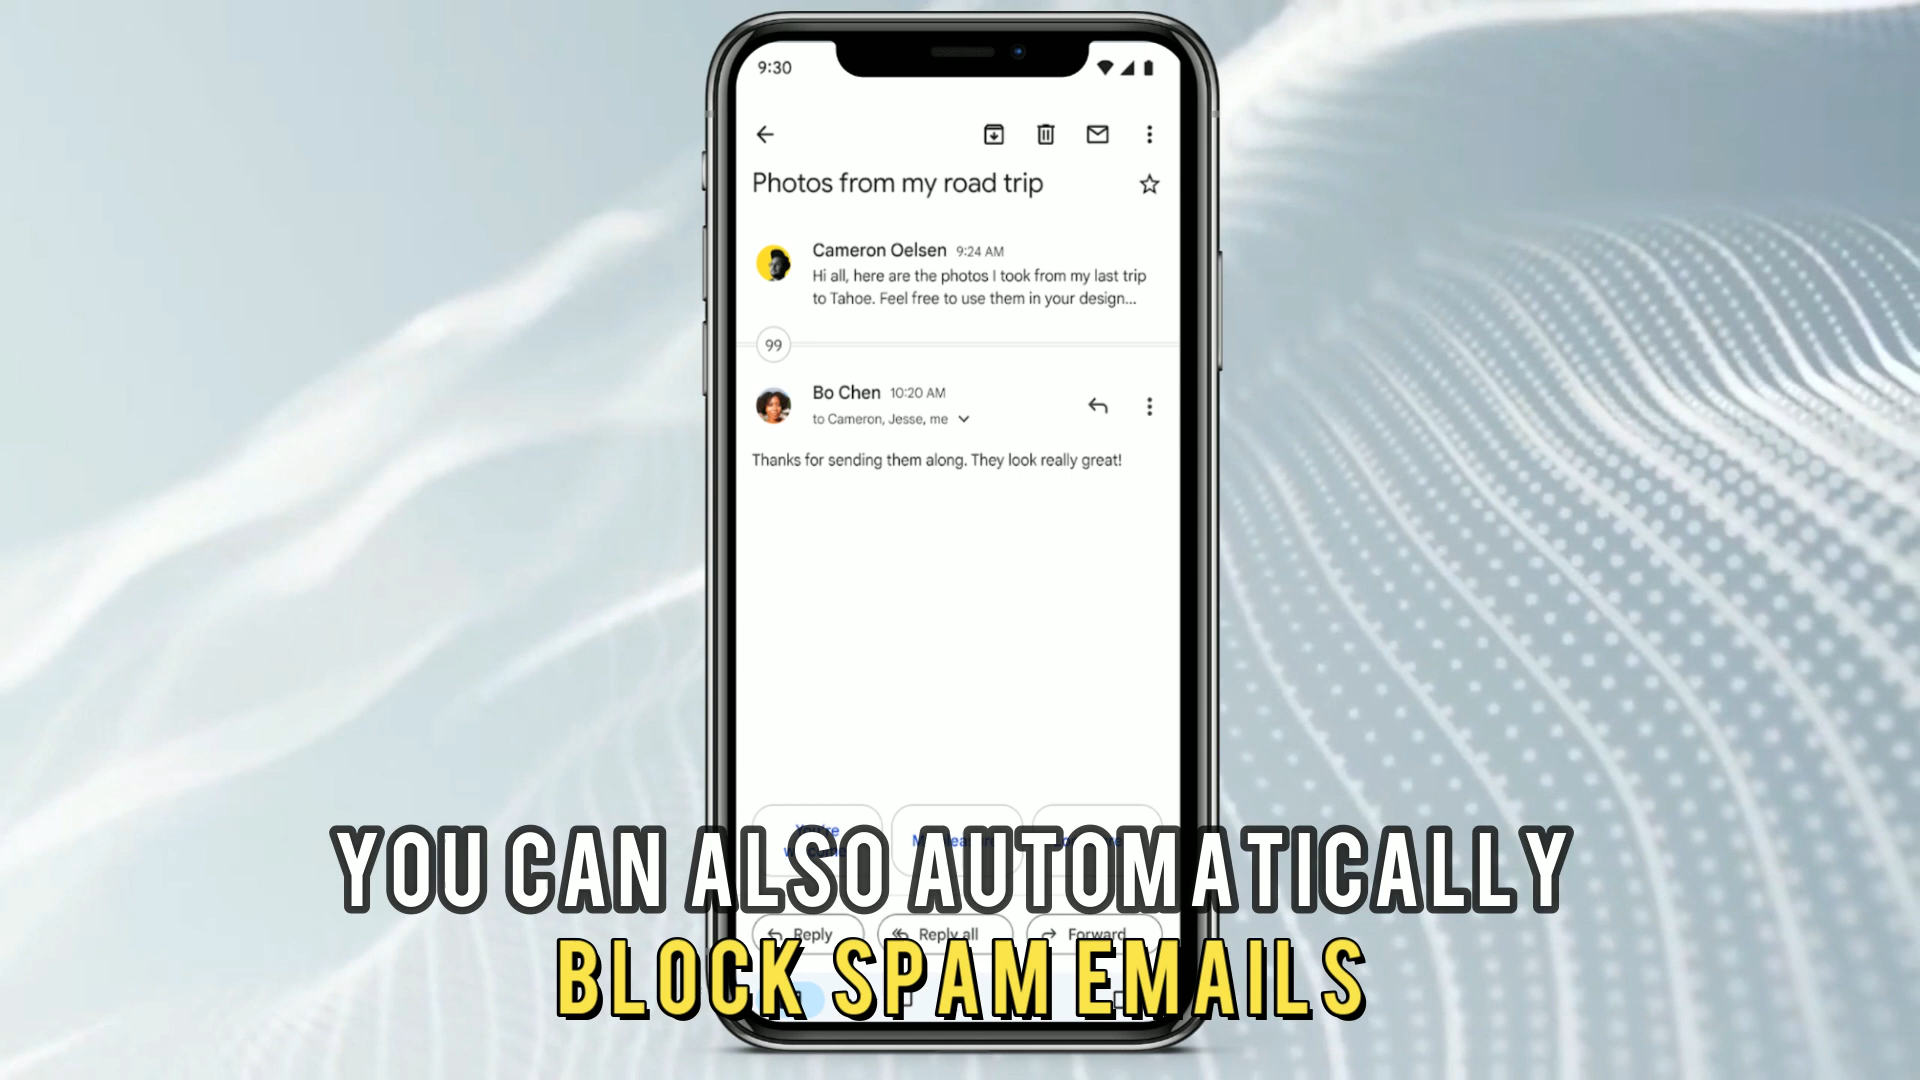 9:30
Photos from my road trip
Cameron Oelsen 9:24 AM
Hi all, here are the photos I took from my last trip
to Tahoe. Feel free to use them in your design...
99
Bo Chen 10:20 AM
to Cameron, Jesse, me
Thanks for sending them along. They look really great!
You're
YOU CAN ALSO AUTOMATICALLY
Reply Reply all Forward
BLOCK SPAM EMAILS